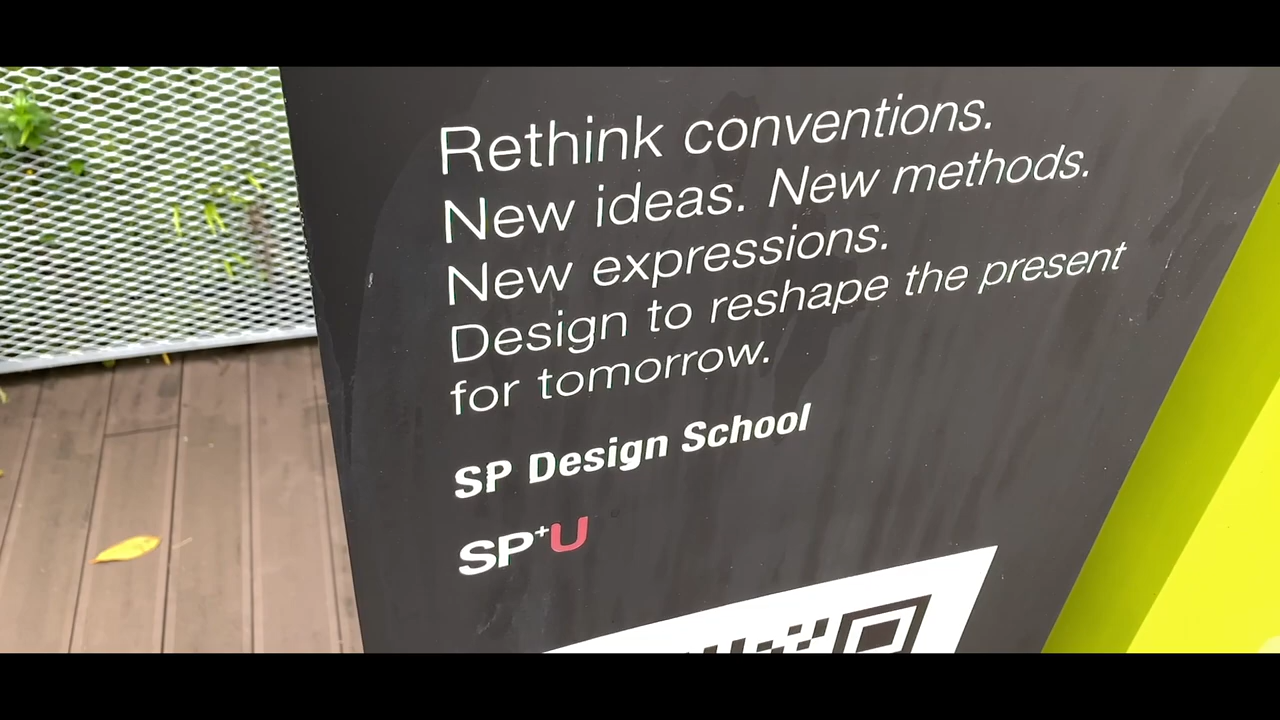 Rethink conventions.
New ideas. New methods.
New expressions.
Design to reshape the present
for tomorrow.
SP Design School
SP+U